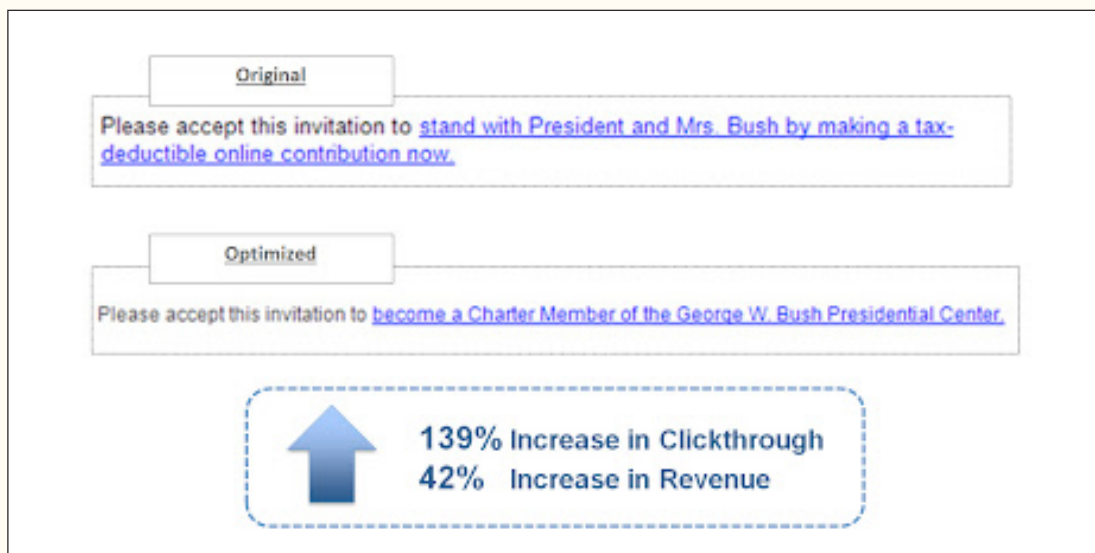 Original
Please accept this invitation to stand with President and Mrs. Bush by making a tax-
deductible online contribution now.
Optimized
Please accept this invitation to become a Charter Member of the George W. Bush Presidential Center.
139% Increase in Clickthrough
42% Increase in Revenue